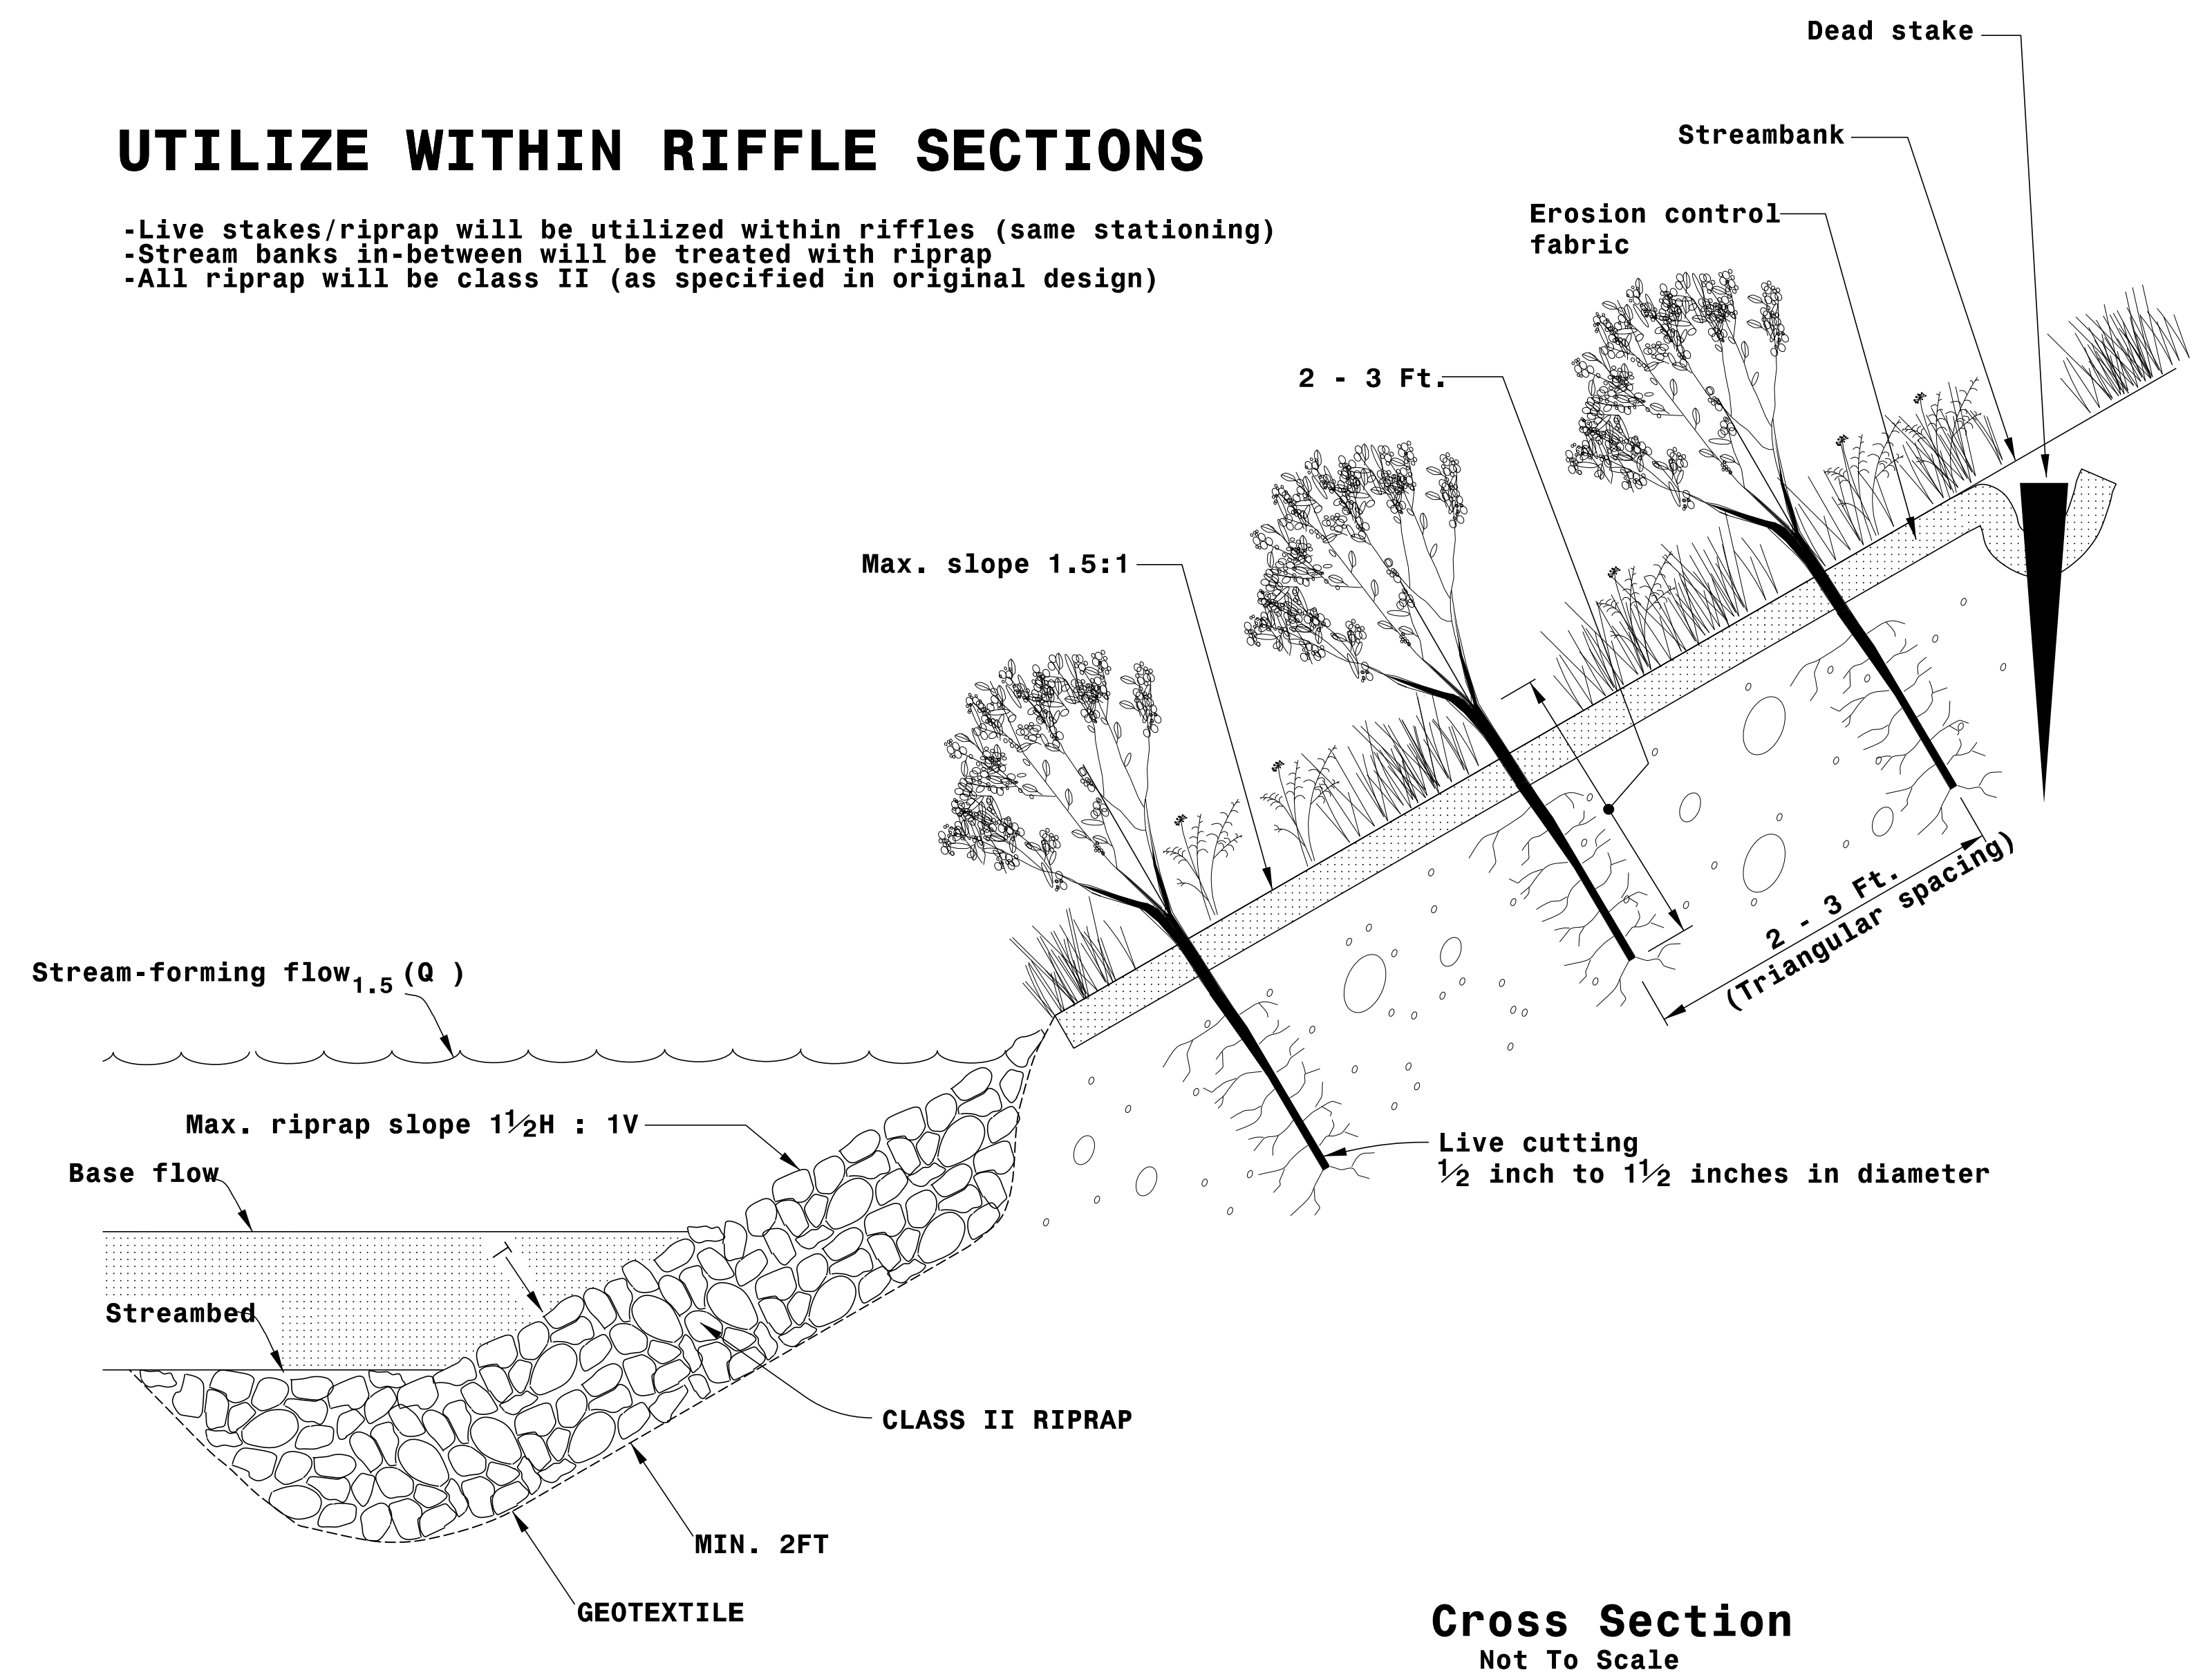 Dead stake
UTILIZE WITHIN RIFFLE SECTIONS
Streambank
-Live stakes/riprap will be utilized within riffles (same stationing)
-Stream banks in-between will be treated with riprap
-All riprap will be class II (as specified in original design)
Erosion control
fabric
2 - 3 Ft.
Max. slope 1.5:1
2 - 3 Ft.
(Triangular spacing)
Stream-forming flow1.5 (Q )
Max. riprap slope 1½H : 1V
Base flow
Live cutting
½ inch to 1½ inches in diameter
Streambed
CLASS II RIPRAP
MIN. 2FT
GEOTEXTILE
Cross Section
Not To Scale